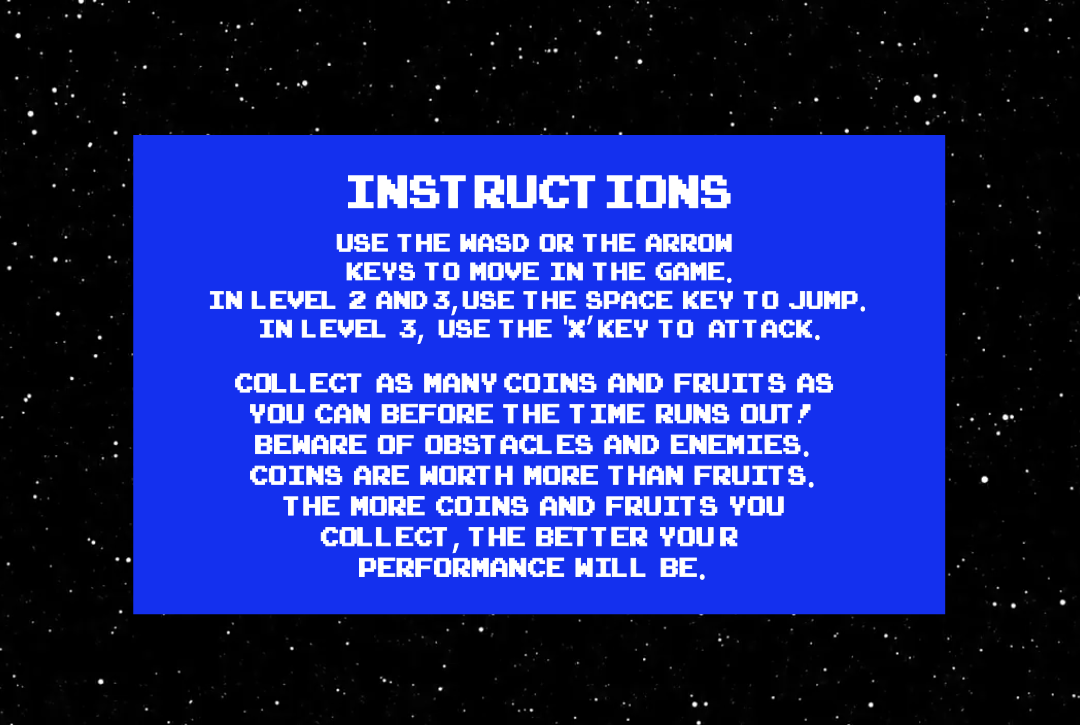 INSTRUCTIONS
USE THE WASD OR THE ARROW
KEYS TO MOVE IN THE GAME.
IN LEVEL 2 AND 3,USE THE SPACE KEY TO JUMP.
IN LEVEL 3, USE THE 'X' KEY TO ATTACK.
COLLECT AS MANY COINS AND FRUITS AS
YOU CAN BEFORE THE TIME RUNS OUT!
BEWARE OF OBSTACLES AND ENEMIES.
COINS ARE WORTH MORE THAN FRUITS.
THE MORE COINS AND FRUITS YOU
COLLECT, THE BETTER YOUR
PERFORMANCE WILL BE.